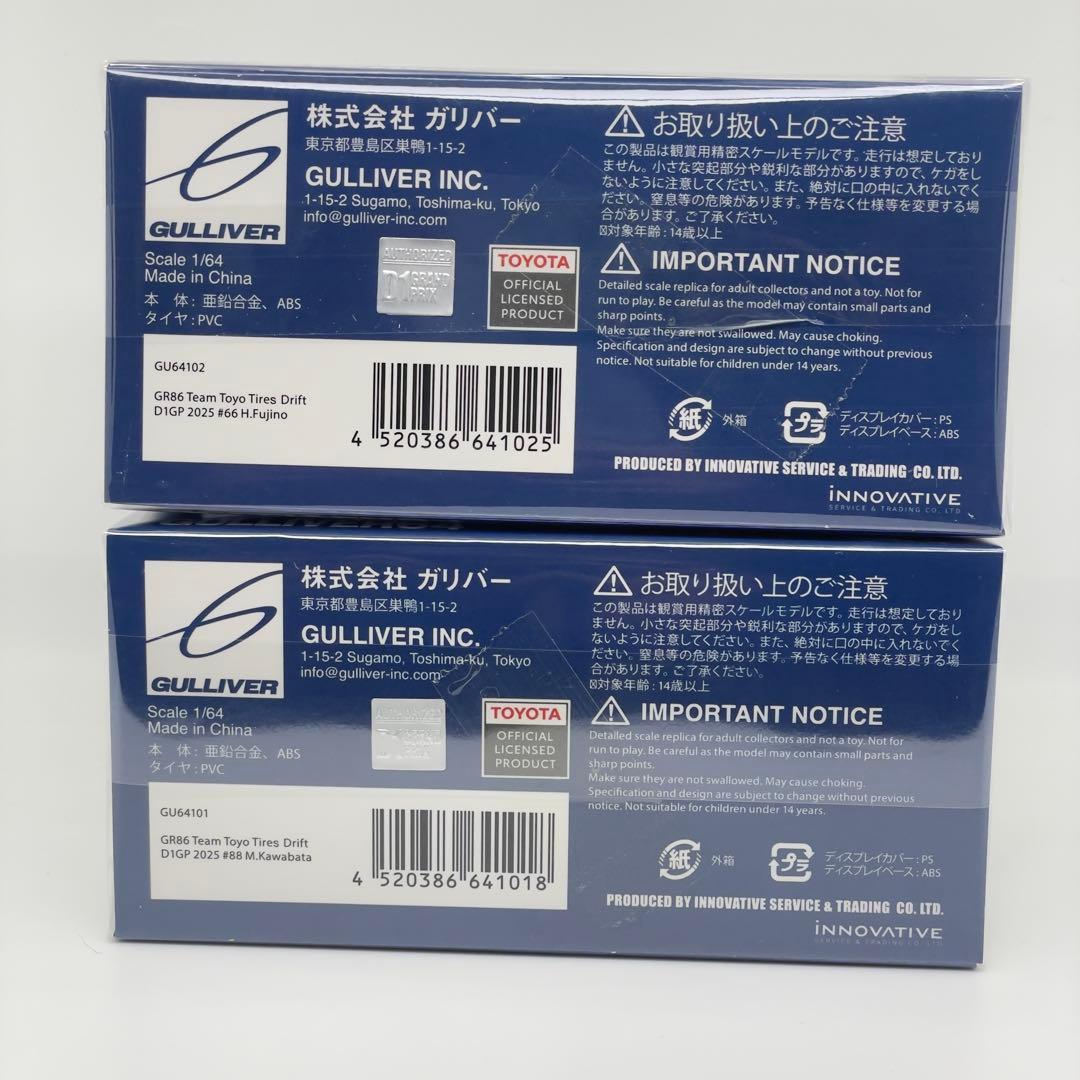 株式会社 ガリバー
東京都豊島区巣鴨1-15-2
GULLIVER INC.
1-15-2 Sugamo, Toshima-ku, Tokyo
info@gulliver-inc.com
GULLIVER
Scale 1/64
Made in China
本 体：亜鉛合金、ABS
タイヤ：PVC
AUTHORIZED
D1 GRAND
PRIX
TOYOTA
OFFICIAL
LICENSED
PRODUCT
GU64102
GR86 Team Toyo Tires Drift
D1GP 2025 #66 H.Fujino
4 520386 641025
お取り扱い上のご注意
この製品は観賞用精密スケールモデルです。走行は想定しており
ません。小さな突起部分や鋭利な部分がありますので、ケガをし
ないように注意してください。また、絶対に口の中に入れないでく
ださい。窒息等の危険があります。予告なく仕様等を変更する場
合があります。ご了承ください。
☒対象年齢：14歳以上
IMPORTANT NOTICE
Detailed scale replica for adult collectors and not a toy. Not for
run to play. Be careful as the model may contain small parts and
sharp points.
Make sure they are not swallowed. May cause choking.
Specification and design are subject to change without previous
notice. Not suitable for children under 14 years.
紙 外箱
プラ
ディスプレイカバー：PS
ディスプレイベース：ABS
PRODUCED BY INNOVATIVE SERVICE & TRADING CO. LTD.
iNNOVATIVE
SERVICE & TRADING CO. LTD
株式会社 ガリバー
東京都豊島区巣鴨1-15-2
GULLIVER INC.
1-15-2 Sugamo, Toshima-ku, Tokyo
info@gulliver-inc.com
GULLIVER
Scale 1/64
Made in China
本 体：亜鉛合金、ABS
タイヤ：PVC
AUTHORIZED
D1 GRAND
PRIX
TOYOTA
OFFICIAL
LICENSED
PRODUCT
GU64101
GR86 Team Toyo Tires Drift
D1GP 2025 #88 M.Kawabata
4 520386 641018
お取り扱い上のご注意
この製品は観賞用精密スケールモデルです。走行は想定しており
ません。小さな突起部分や鋭利な部分がありますので、ケガをし
ないように注意してください。また、絶対に口の中に入れないでく
ださい。窒息等の危険があります。予告なく仕様等を変更する場
合があります。ご了承ください。
☒対象年齢：14歳以上
IMPORTANT NOTICE
Detailed scale replica for adult collectors and not a toy. Not for
run to play. Be careful as the model may contain small parts and
sharp points.
Make sure they are not swallowed. May cause choking.
Specification and design are subject to change without previous
notice. Not suitable for children under 14 years.
紙 外箱
プラ
ディスプレイカバー：PS
ディスプレイベース：ABS
PRODUCED BY INNOVATIVE SERVICE & TRADING CO. LTD.
iNNOVATIVE
SERVICE & TRADING CO. LTD